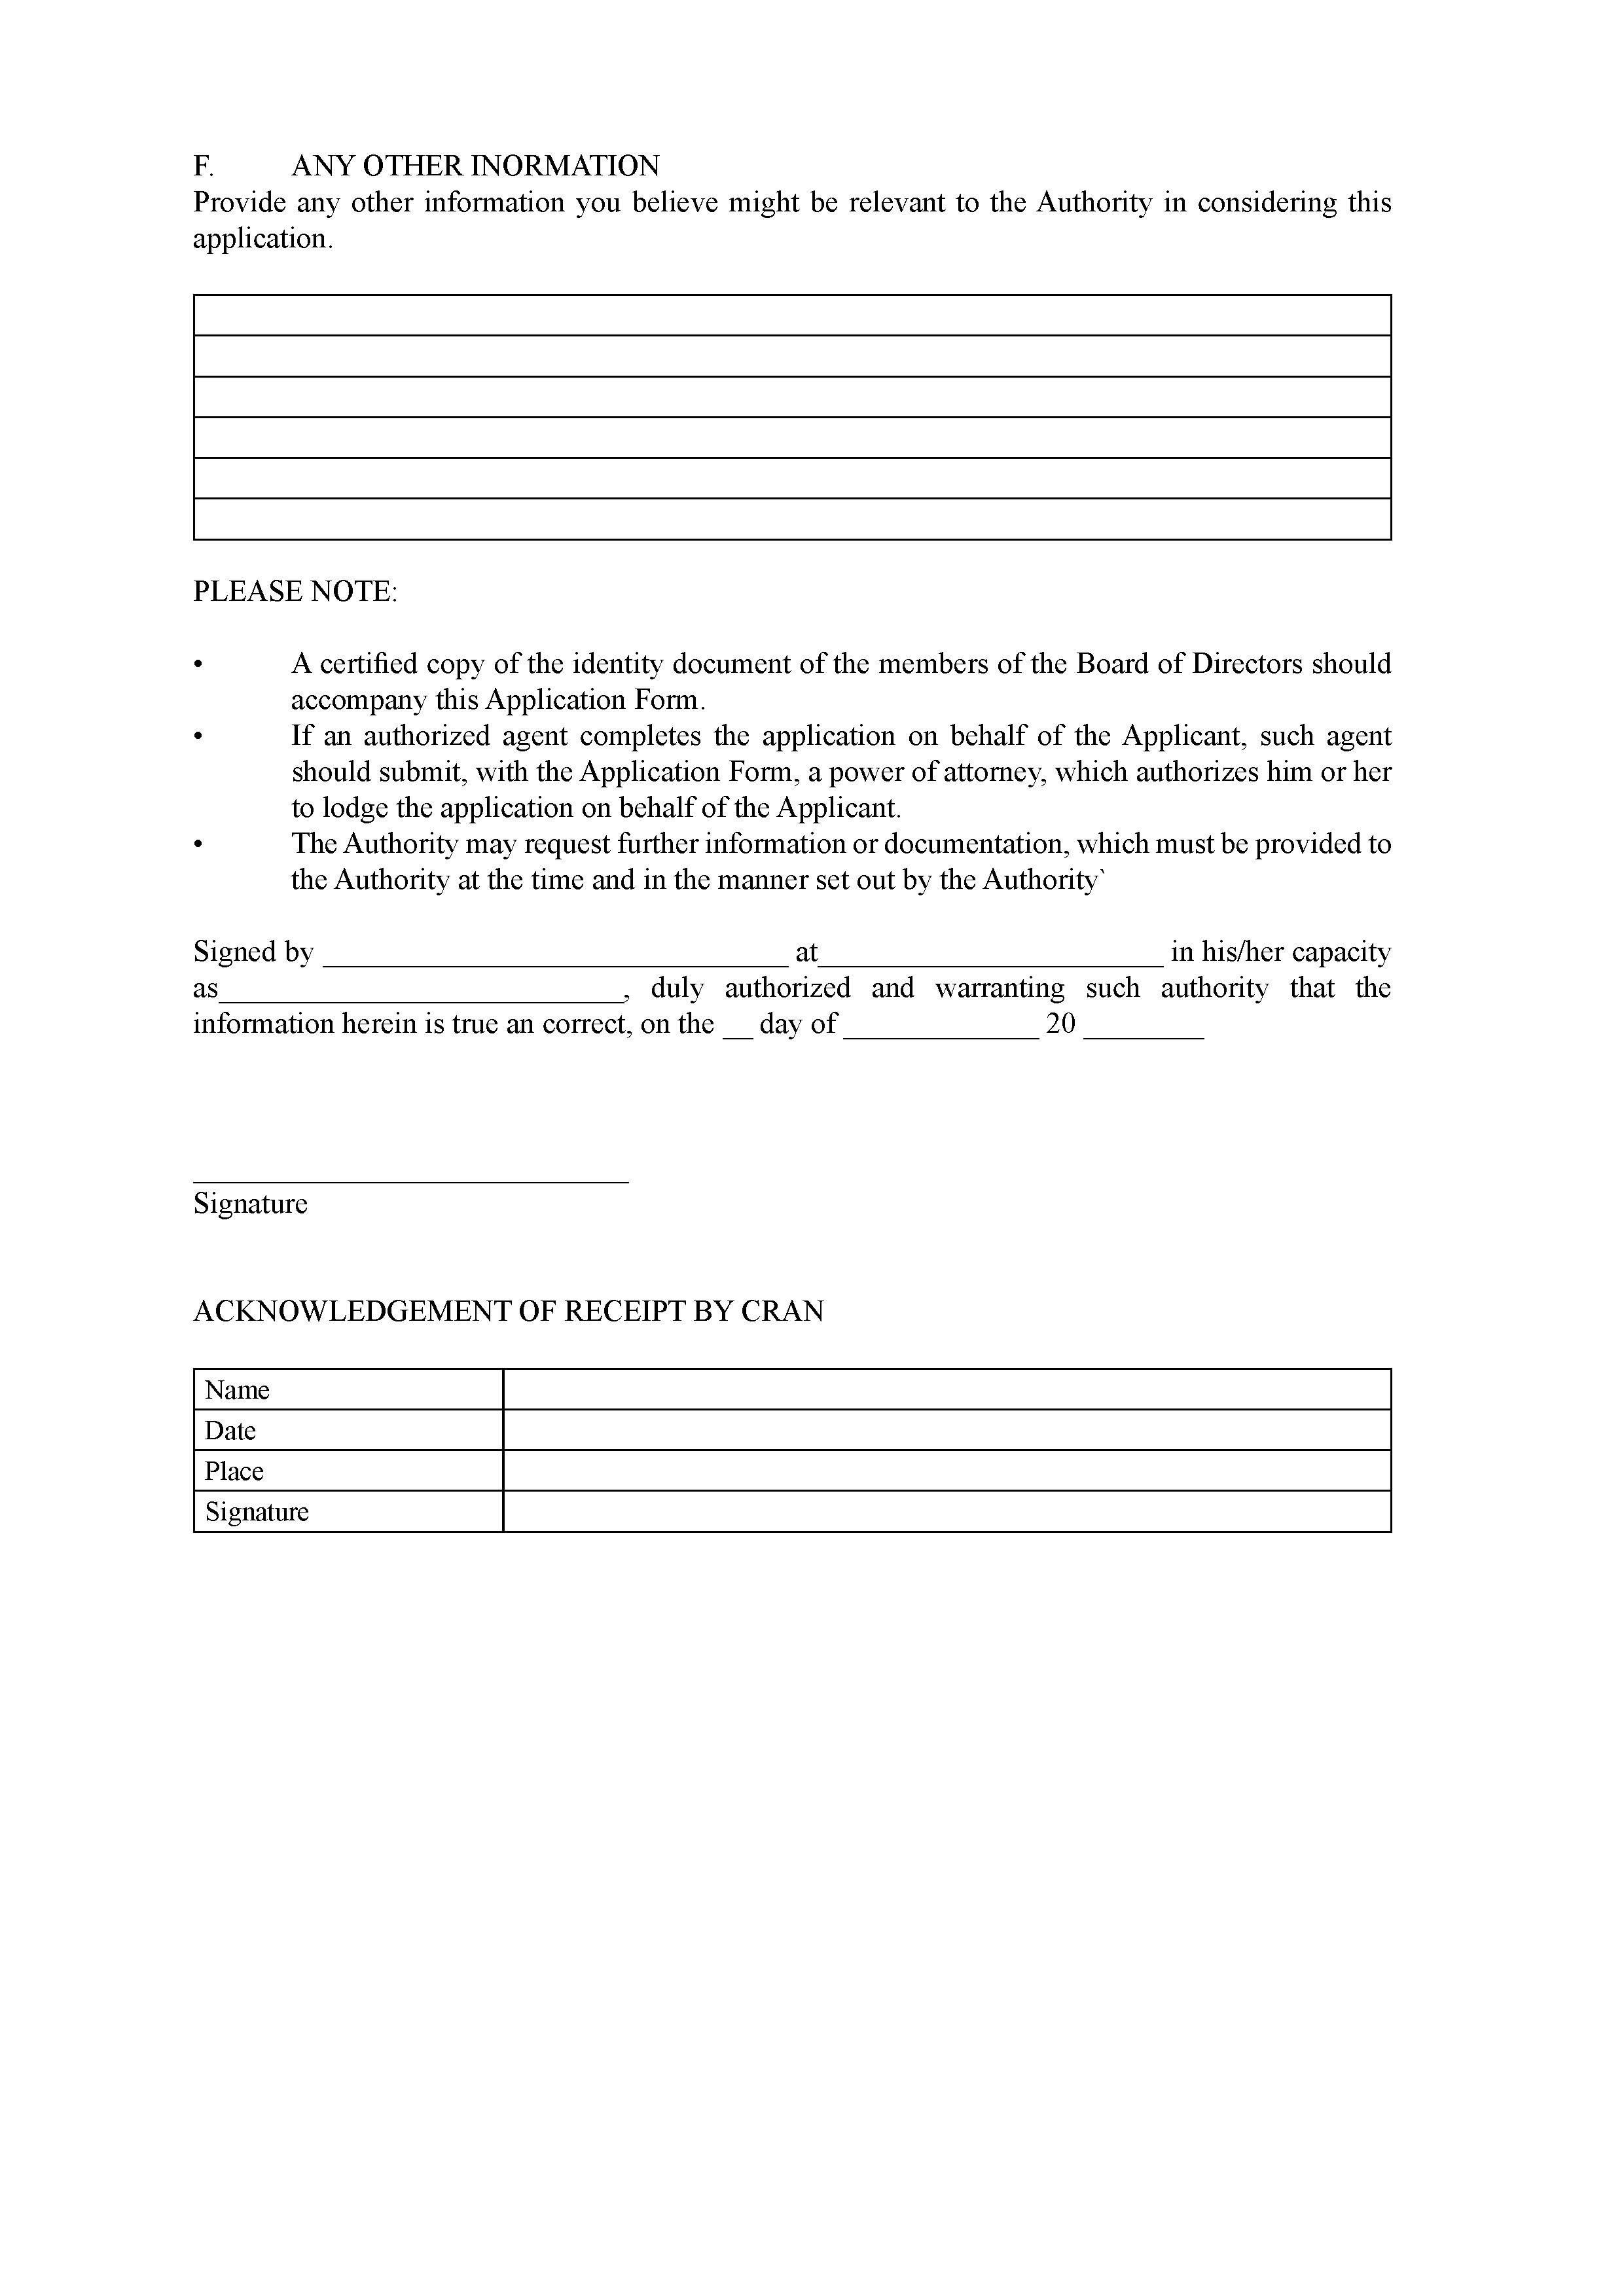 F. ANY OTHER INORMATION
Provide any other information you believe might be relevant to the Authority in considering this
application.
PLEASE NOTE:
• A certified copy of the identity document of the members of the Board of Directors should
accompany this Application Form.
• If an authorized agent completes the application on behalf of the Applicant, such agent
should submit, with the Application Form, a power of attorney, which authorizes him or her
to lodge the application on behalf of the Applicant.
• The Authority may request further information or documentation, which must be provided to
the Authority at the time and in the manner set out by the Authority`
Signed by _______________________________ at_______________________ in his/her capacity
as___________________________, duly authorized and warranting such authority that the
information herein is true an correct, on the __ day of _____________ 20 ________
_____________________________
Signature
ACKNOWLEDGEMENT OF RECEIPT BY CRAN
Name
Date
Place
Signature